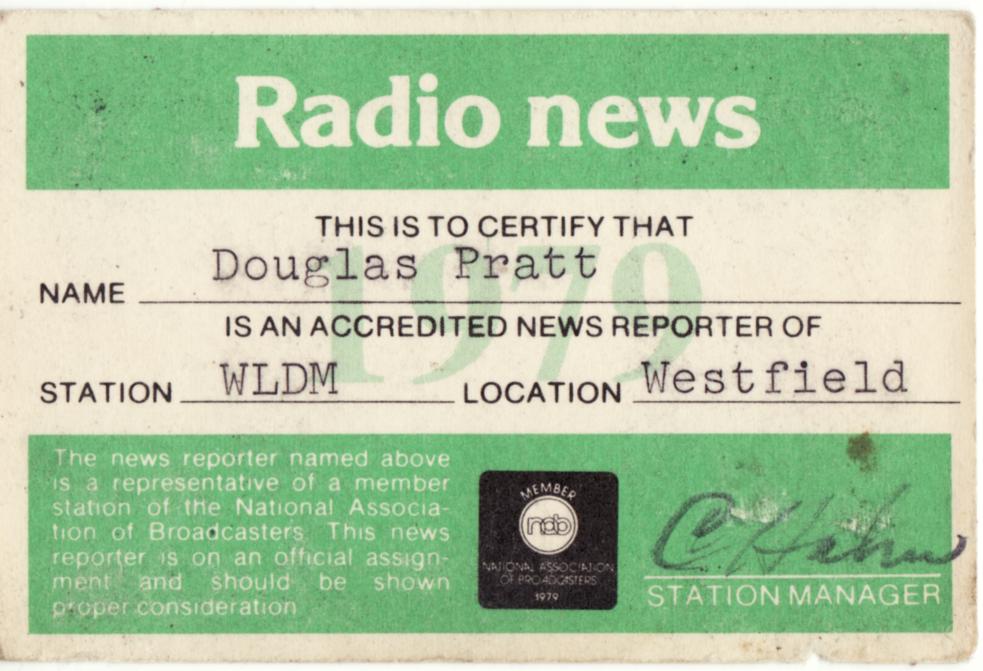 Radio news
THIS IS TO CERTIFY THAT
1979
NAME Douglas Pratt
IS AN ACCREDITED NEWS REPORTER OF
STATION WLDM LOCATION Westfield
The news reporter named above
is a representative of a member
station of the National Associa-
tion of Broadcasters. This news
reporter is on an official assign-
ment and should be shown
proper consideration
MEMBER
nab
NATIONAL ASSOCIATION
OF BROADCASTERS
1979
C Hahn
STATION MANAGER